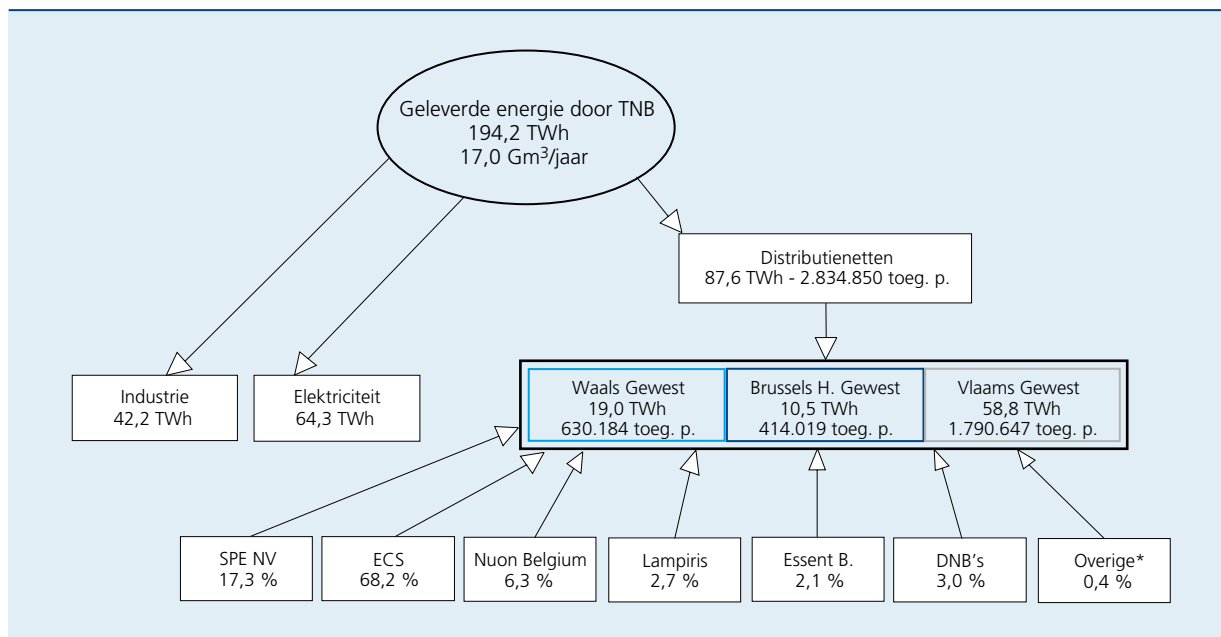 Geleverde energie door TNB
194,2 TWh
17,0 Gm³/jaar
Distributienetten
87,6 TWh - 2.834.850 toeg. p.
Industrie
42,2 TWh
Elektriciteit
64,3 TWh
Waals Gewest
19,0 TWh
630.184 toeg. p.
Brussels H. Gewest
10,5 TWh
414.019 toeg. p.
Vlaams Gewest
58,8 TWh
1.790.647 toeg. p.
SPE NV
17,3 %
ECS
68,2 %
Nuon Belgium
6,3 %
Lampiris
2,7 %
Essent B.
2,1 %
DNB's
3,0 %
Overige*
0,4 %